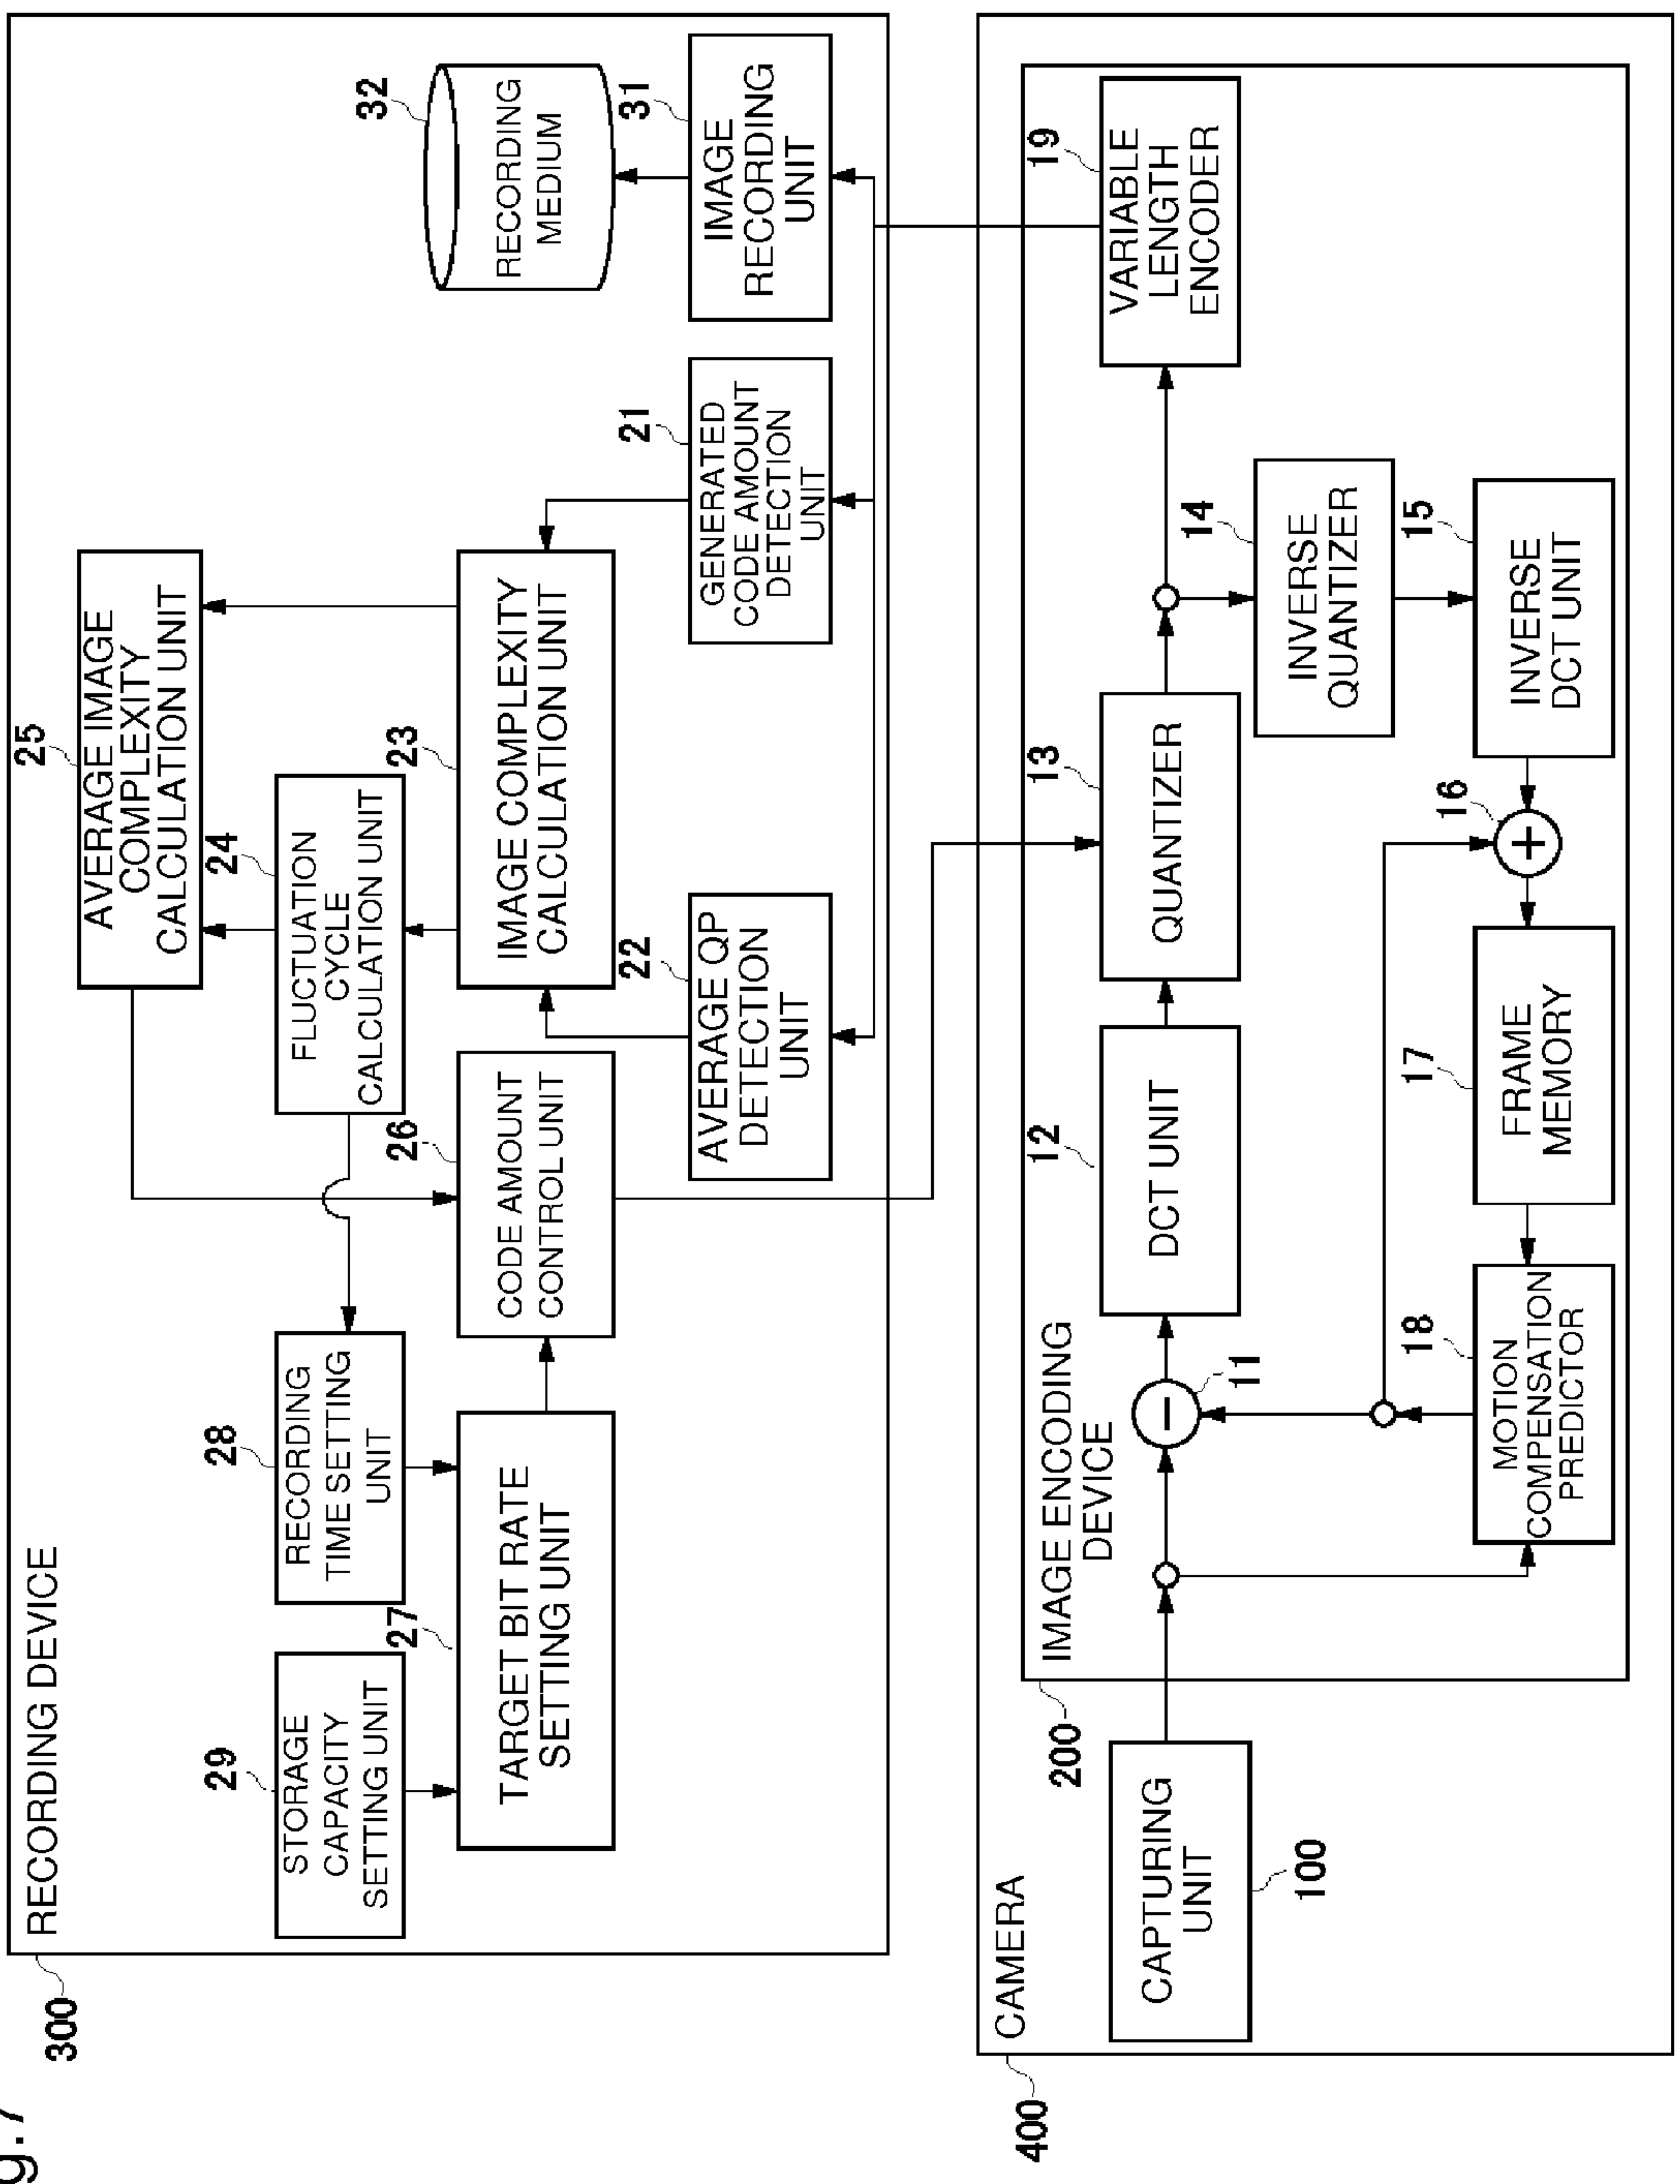 g.7
300
RECORDING DEVICE
29
STORAGE
CAPACITY
SETTING UNIT
28
RECORDING
TIME SETTING
UNIT
27
TARGET BIT RATE
SETTING UNIT
26
CODE AMOUNT
CONTROL UNIT
25
AVERAGE IMAGE
COMPLEXITY
CALCULATION UNIT
24
FLUCTUATION
CYCLE
CALCULATION UNIT
23
IMAGE COMPLEXITY
CALCULATION UNIT
22
AVERAGE QP
DETECTION
UNIT
21
GENERATED
CODE AMOUNT
DETECTION
UNIT
32
RECORDING
MEDIUM
31
IMAGE
RECORDING
UNIT
400
CAMERA
CAPTURING
UNIT
100
200
IMAGE ENCODING
DEVICE
11
12
DCT UNIT
13
QUANTIZER
19
VARIABLE
LENGTH
ENCODER
14
INVERSE
QUANTIZER
15
INVERSE
DCT UNIT
16
17
FRAME
MEMORY
18
MOTION
COMPENSATION
PREDICTOR